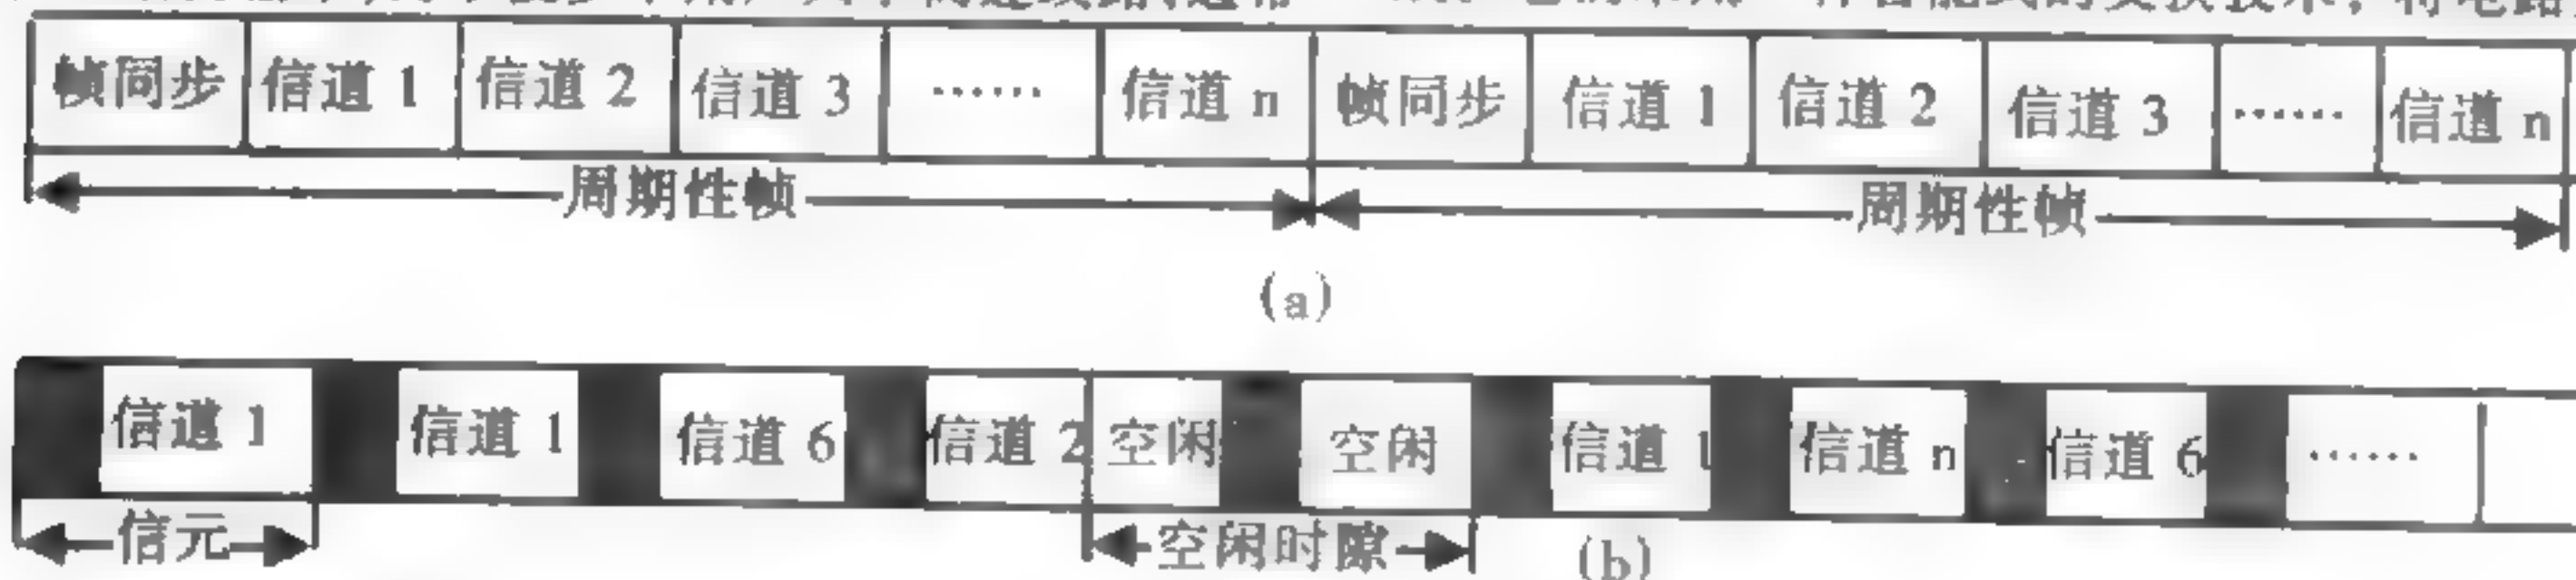 帧同步 信道 1 信道 2 信道 3 …… 信道 n 帧同步 信道 1 信道 2 信道 3 …… 信道 n
周期性帧 周期性帧
(a)
信道 1 信道 1 信道 6 信道 2 空闲 空闲 信道 1 信道 n 信道 6 ……
信元 空闲时隙 (b)